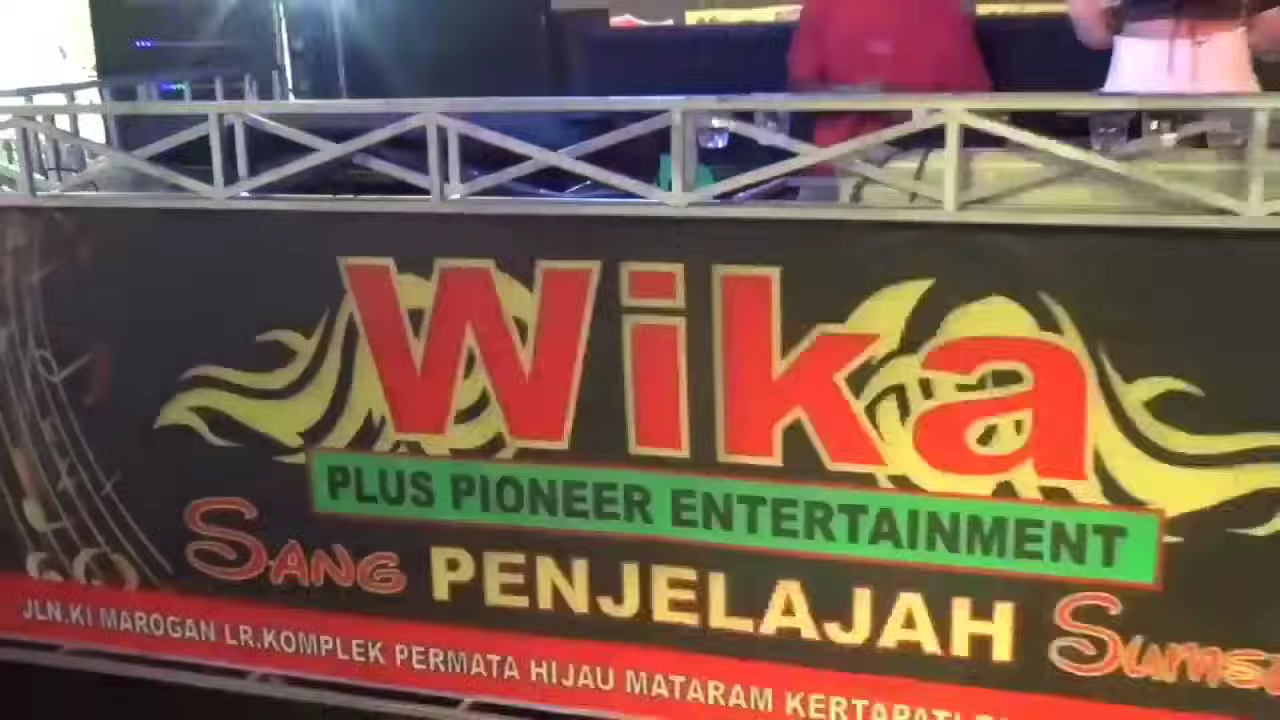 Wika
PLUS PIONEER ENTERTAINMENT
SANG PENJELAJAH
JLN.KI MAROGAN LR.KOMPLEK PERMATA HIJAU MATARAM KERTAPATI